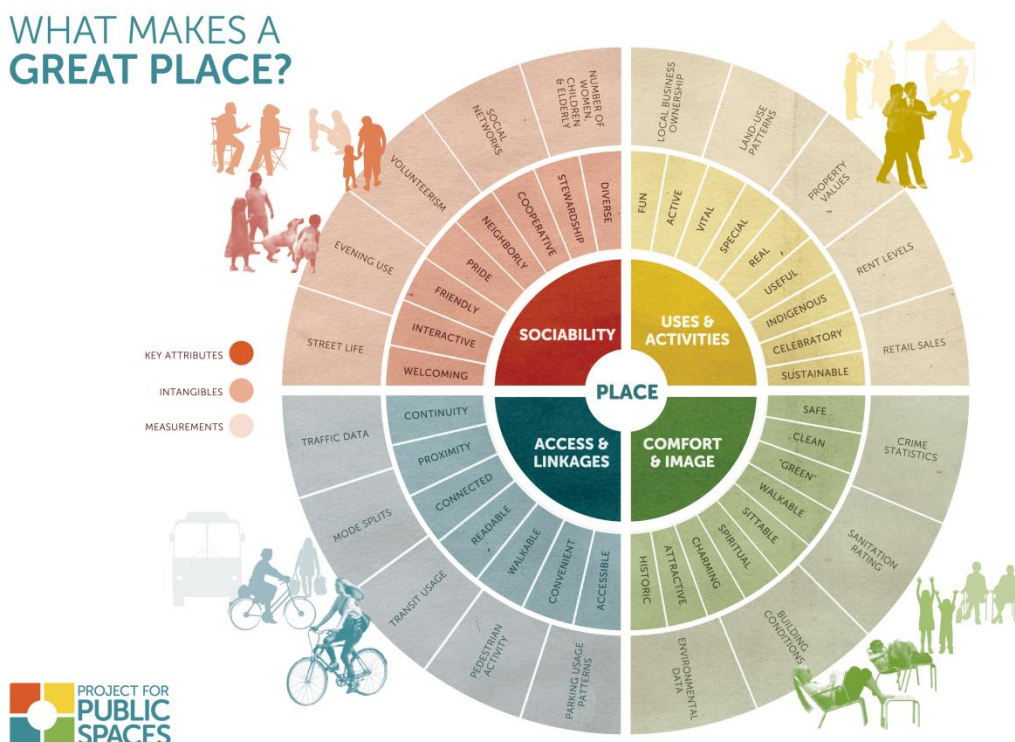 WHAT MAKES A
GREAT PLACE?
NUMBER OF
WOMEN,
CHILDREN
& ELDERLY
SOCIAL
NETWORKS
VOLUNTEERISM
EVENING USE
STREET LIFE
DIVERSE
STEWARDSHIP
COOPERATIVE
NEIGHBORLY
PRIDE
FRIENDLY
INTERACTIVE
WELCOMING
SOCIABILITY
LOCAL BUSINESS
OWNERSHIP
LAND-USE
PATTERNS
PROPERTY
VALUES
RENT LEVELS
RETAIL SALES
FUN
ACTIVE
VITAL
SPECIAL
REAL
USEFUL
INDIGENOUS
CELEBRATORY
SUSTAINABLE
USES &
ACTIVITIES
PLACE
KEY ATTRIBUTES
INTANGIBLES
MEASUREMENTS
ACCESS &
LINKAGES
CONTINUITY
PROXIMITY
CONNECTED
READABLE
WALKABLE
CONVENIENT
ACCESSIBLE
TRAFFIC DATA
MODE SPLITS
TRANSIT USAGE
PEDESTRIAN
ACTIVITY
PARKING USAGE
PATTERNS
COMFORT
& IMAGE
SAFE
CLEAN
"GREEN"
WALKABLE
SITTABLE
SPIRITUAL
CHARMING
ATTRACTIVE
HISTORIC
CRIME
STATISTICS
SANITATION
RATING
BUILDING
CONDITIONS
ENVIRONMENTAL
DATA
PROJECT FOR
PUBLIC
SPACES